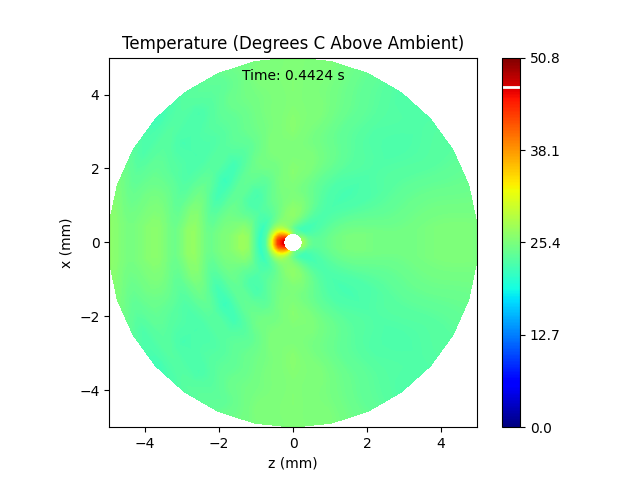 Temperature (Degrees C Above Ambient)
Time: 0.4424 s
4
2
0
−2
−4
x (mm)
−4 −2 0 2 4
z (mm)
50.8
38.1
25.4
12.7
0.0